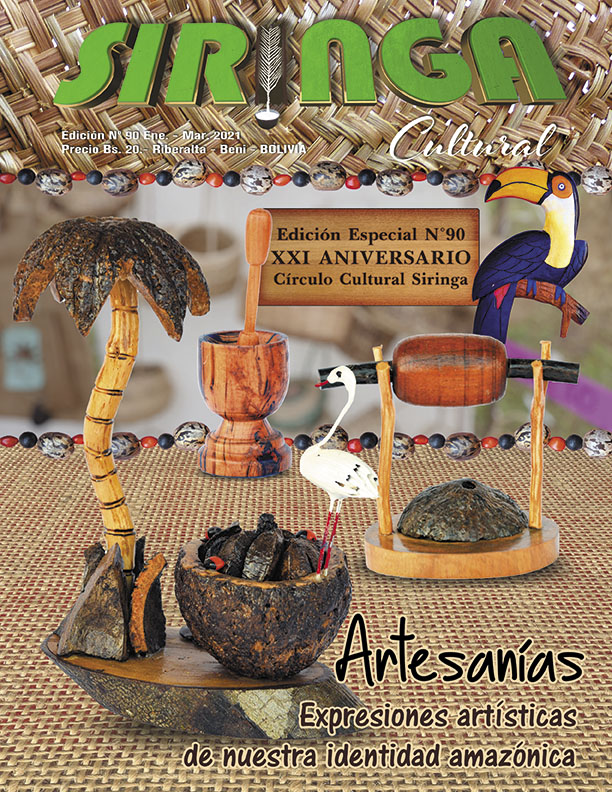 SIRINGA
Cultural
Edición N° 90 Ene. - Mar. 2021
Precio Bs. 20.- Riberalta - Beni - BOLIVIA
Edición Especial N°90
XXI ANIVERSARIO
Círculo Cultural Siringa
Artesanías
Expresiones artísticas
de nuestra identidad amazónica